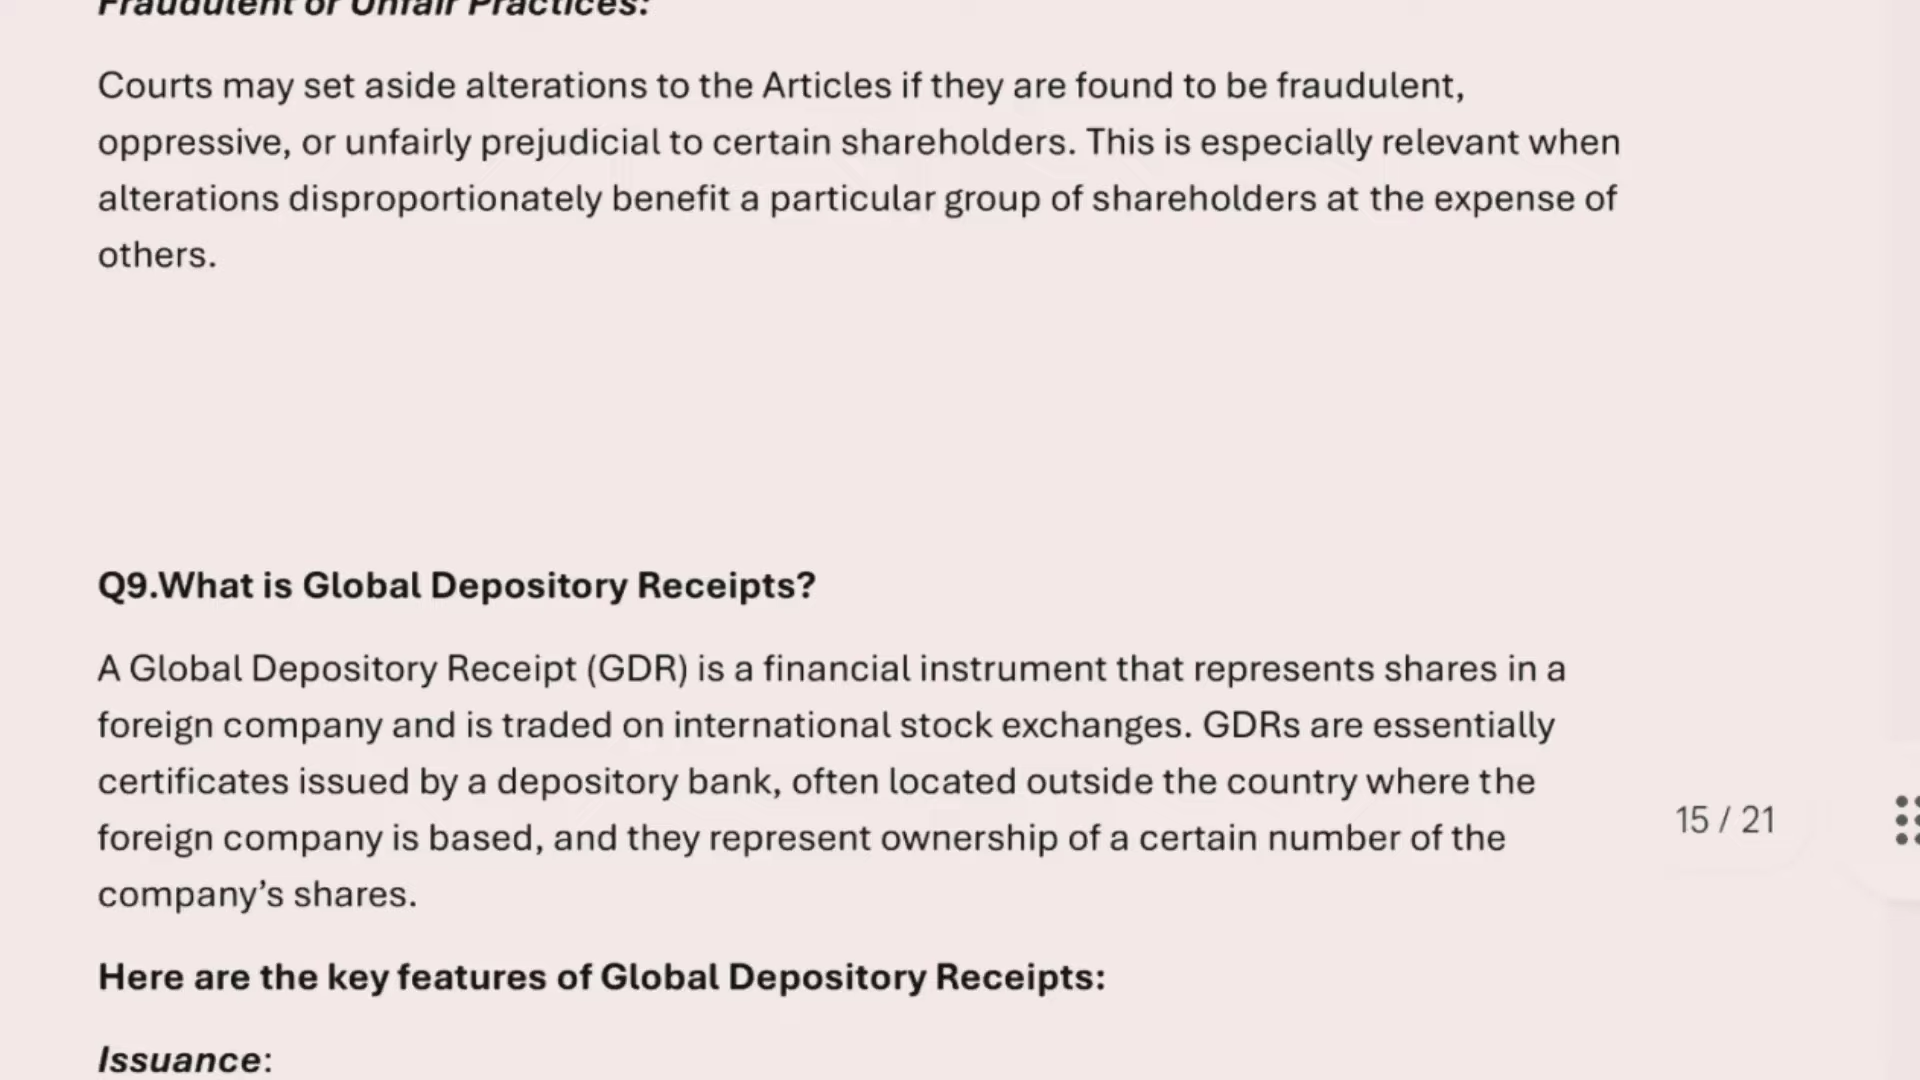 Fraudulent or Unfair Practices:
Courts may set aside alterations to the Articles if they are found to be fraudulent,
oppressive, or unfairly prejudicial to certain shareholders. This is especially relevant when
alterations disproportionately benefit a particular group of shareholders at the expense of
others.
Q9.What is Global Depository Receipts?
A Global Depository Receipt (GDR) is a financial instrument that represents shares in a
foreign company and is traded on international stock exchanges. GDRs are essentially
certificates issued by a depository bank, often located outside the country where the
foreign company is based, and they represent ownership of a certain number of the
company’s shares.
15 / 21
Here are the key features of Global Depository Receipts:
Issuance: